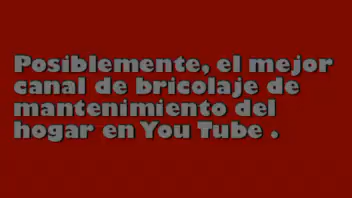 Posiblemente, el mejor
canal de bricolaje de
mantenimiento del
hogar en You Tube .